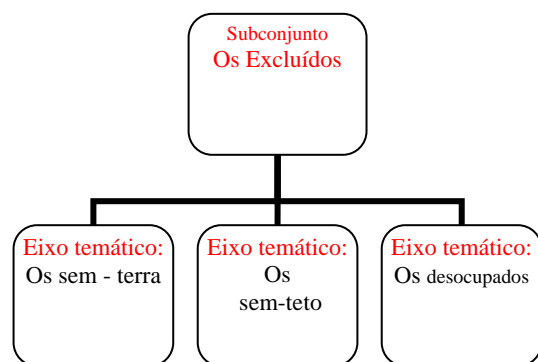 Subconjunto
Os Excluídos
Eixo temático:
Os sem - terra
Eixo temático:
Os
sem-teto
Eixo temático:
Os desocupados